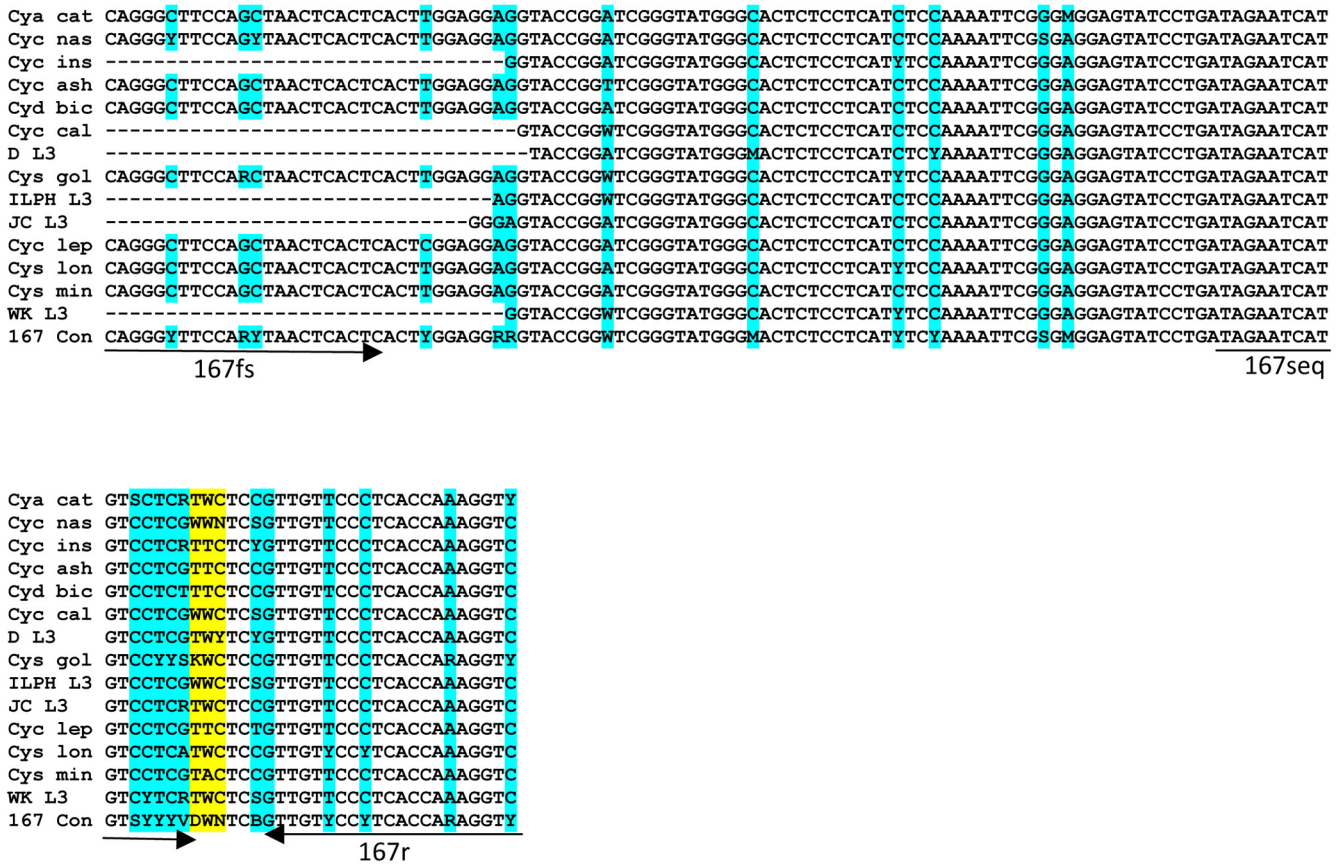 Cya cat CAGGGCTTCCAGCTAACTCACTCACTTGGAGGAGGTACCGGATCGGGTATGGGCACTCTCCTCATCTCCAAAATTCGGGMGGAGTATCCTGATAGAATCAT
Cyc nas CAGGGYTTCCAGYTAACTCACTCACTTGGAGGAGGTACCGGATCGGGTATGGGCACTCTCCTCATCTCCAAAATTCGSGAGGAGTATCCTGATAGAATCAT
Cyc ins ---------------------------------GGTACCGGATCGGGTATGGGCACTCTCCTCATYTCCAAAATTCGGGAGGAGTATCCTGATAGAATCAT
Cyc ash CAGGGCTTCCAGCTAACTCACTCACTTGGAGGAGGTACCGGTTCGGGTATGGGCACTCTCCTCATCTCCAAAATTCGGGAGGAGTATCCTGATAGAATCAT
Cyd bic CAGGGCTTCCAGCTAACTCACTCACTTGGAGGAGGTACCGGATCGGGTATGGGCACTCTCCTCATCTCCAAAATTCGGGAGGAGTATCCTGATAGAATCAT
Cyc cal ----------------------------------GTACCGGWTCGGGTATGGGCACTCTCCTCATCTCCAAAATTCGGGAGGAGTATCCTGATAGAATCAT
D L3 -----------------------------------TACCGGATCGGGTATGGGMACTCTCCTCATCTCYAAAATTCGGGAGGAGTATCCTGATAGAATCAT
Cys gol CAGGGCTTCCARCTAACTCACTCACTTGGAGGAGGTACCGGWTCGGGTATGGGCACTCTCCTCATYTCCAAAATTCGGGAGGAGTATCCTGATAGAATCAT
ILPH L3 --------------------------------AGGTACCGGWTCGGGTATGGGCACTCTCCTCATCTCCAAAATTCGGGAGGAGTATCCTGATAGAATCAT
JC L3 ------------------------------GGGAGTACCGGATCGGGTATGGGCACTCTCCTCATCTCCAAAATTCGGGAGGAGTATCCTGATAGAATCAT
Cyc lep CAGGGCTTCCAGCTAACTCACTCACTCGGAGGAGGTACCGGATCGGGTATGGGCACTCTCCTCATCTCCAAAATTCGGGAGGAGTATCCTGATAGAATCAT
Cys lon CAGGGCTTCCAGCTAACTCACTCACTTGGAGGAGGTACCGGATCGGGTATGGGCACTCTCCTCATYTCCAAAATTCGGGAGGAGTATCCTGATAGAATCAT
Cys min CAGGGCTTCCAGCTAACTCACTCACTTGGAGGAGGTACCGGATCGGGTATGGGCACTCTCCTCATCTCCAAAATTCGGGAGGAGTATCCTGATAGAATCAT
WK L3 ---------------------------------GGTACCGGWTCGGGTATGGGCACTCTCCTCATYTCCAAAATTCGGGAGGAGTATCCTGATAGAATCAT
167 Con CAGGGYTTCCARYTAACTCACTCACTYGGAGGRRGTACCGGWTCGGGTATGGGMACTCTCCTCATYTCYAAAATTCGSGMGGAGTATCCTGATAGAATCAT
167fs 167seq
Cya cat GTSCTCRTWCTCCGTTGTTCCCTCACCAAAGGTY
Cyc nas GTCCTCGWWNTCSGTTGTTCCCTCACCAAAGGTC
Cyc ins GTCCTCRTTCTCYGTTGTTCCCTCACCAAAGGTC
Cyc ash GTCCTCGTTCTCCGTTGTTCCCTCACCAAAGGTC
Cyd bic GTCCTCTTTCTCCGTTGTTCCCTCACCAAAGGTC
Cyc cal GTCCTCGWWCTCSGTTGTTCCCTCACCAAAGGTC
D L3 GTCCTCGTWYTCYGTTGTTCCCTCACCAAAGGTC
Cys gol GTCCYYSKWCTCCGTTGTTCCCTCACCARAGGTY
ILPH L3 GTCCTCGWWCTCSGTTGTTCCCTCACCAAAGGTC
JC L3 GTCCTCRTWCTCCGTTGTTCCCTCACCAAAGGTC
Cyc lep GTCCTCGTTCTCTGTTGTTCCCTCACCAAAGGTC
Cys lon GTCCTCATWCTCCGTTGTYCCYTCACCAAAGGTC
Cys min GTCCTCGTACTCCGTTGTTCCCTCACCAAAGGTC
WK L3 GTCYTCRTWCTCSGTTGTTCCCTCACCAAAGGTC
167 Con GTSYYYVDWNTCBGTTGTYCCYTCACCARAGGTY
167r